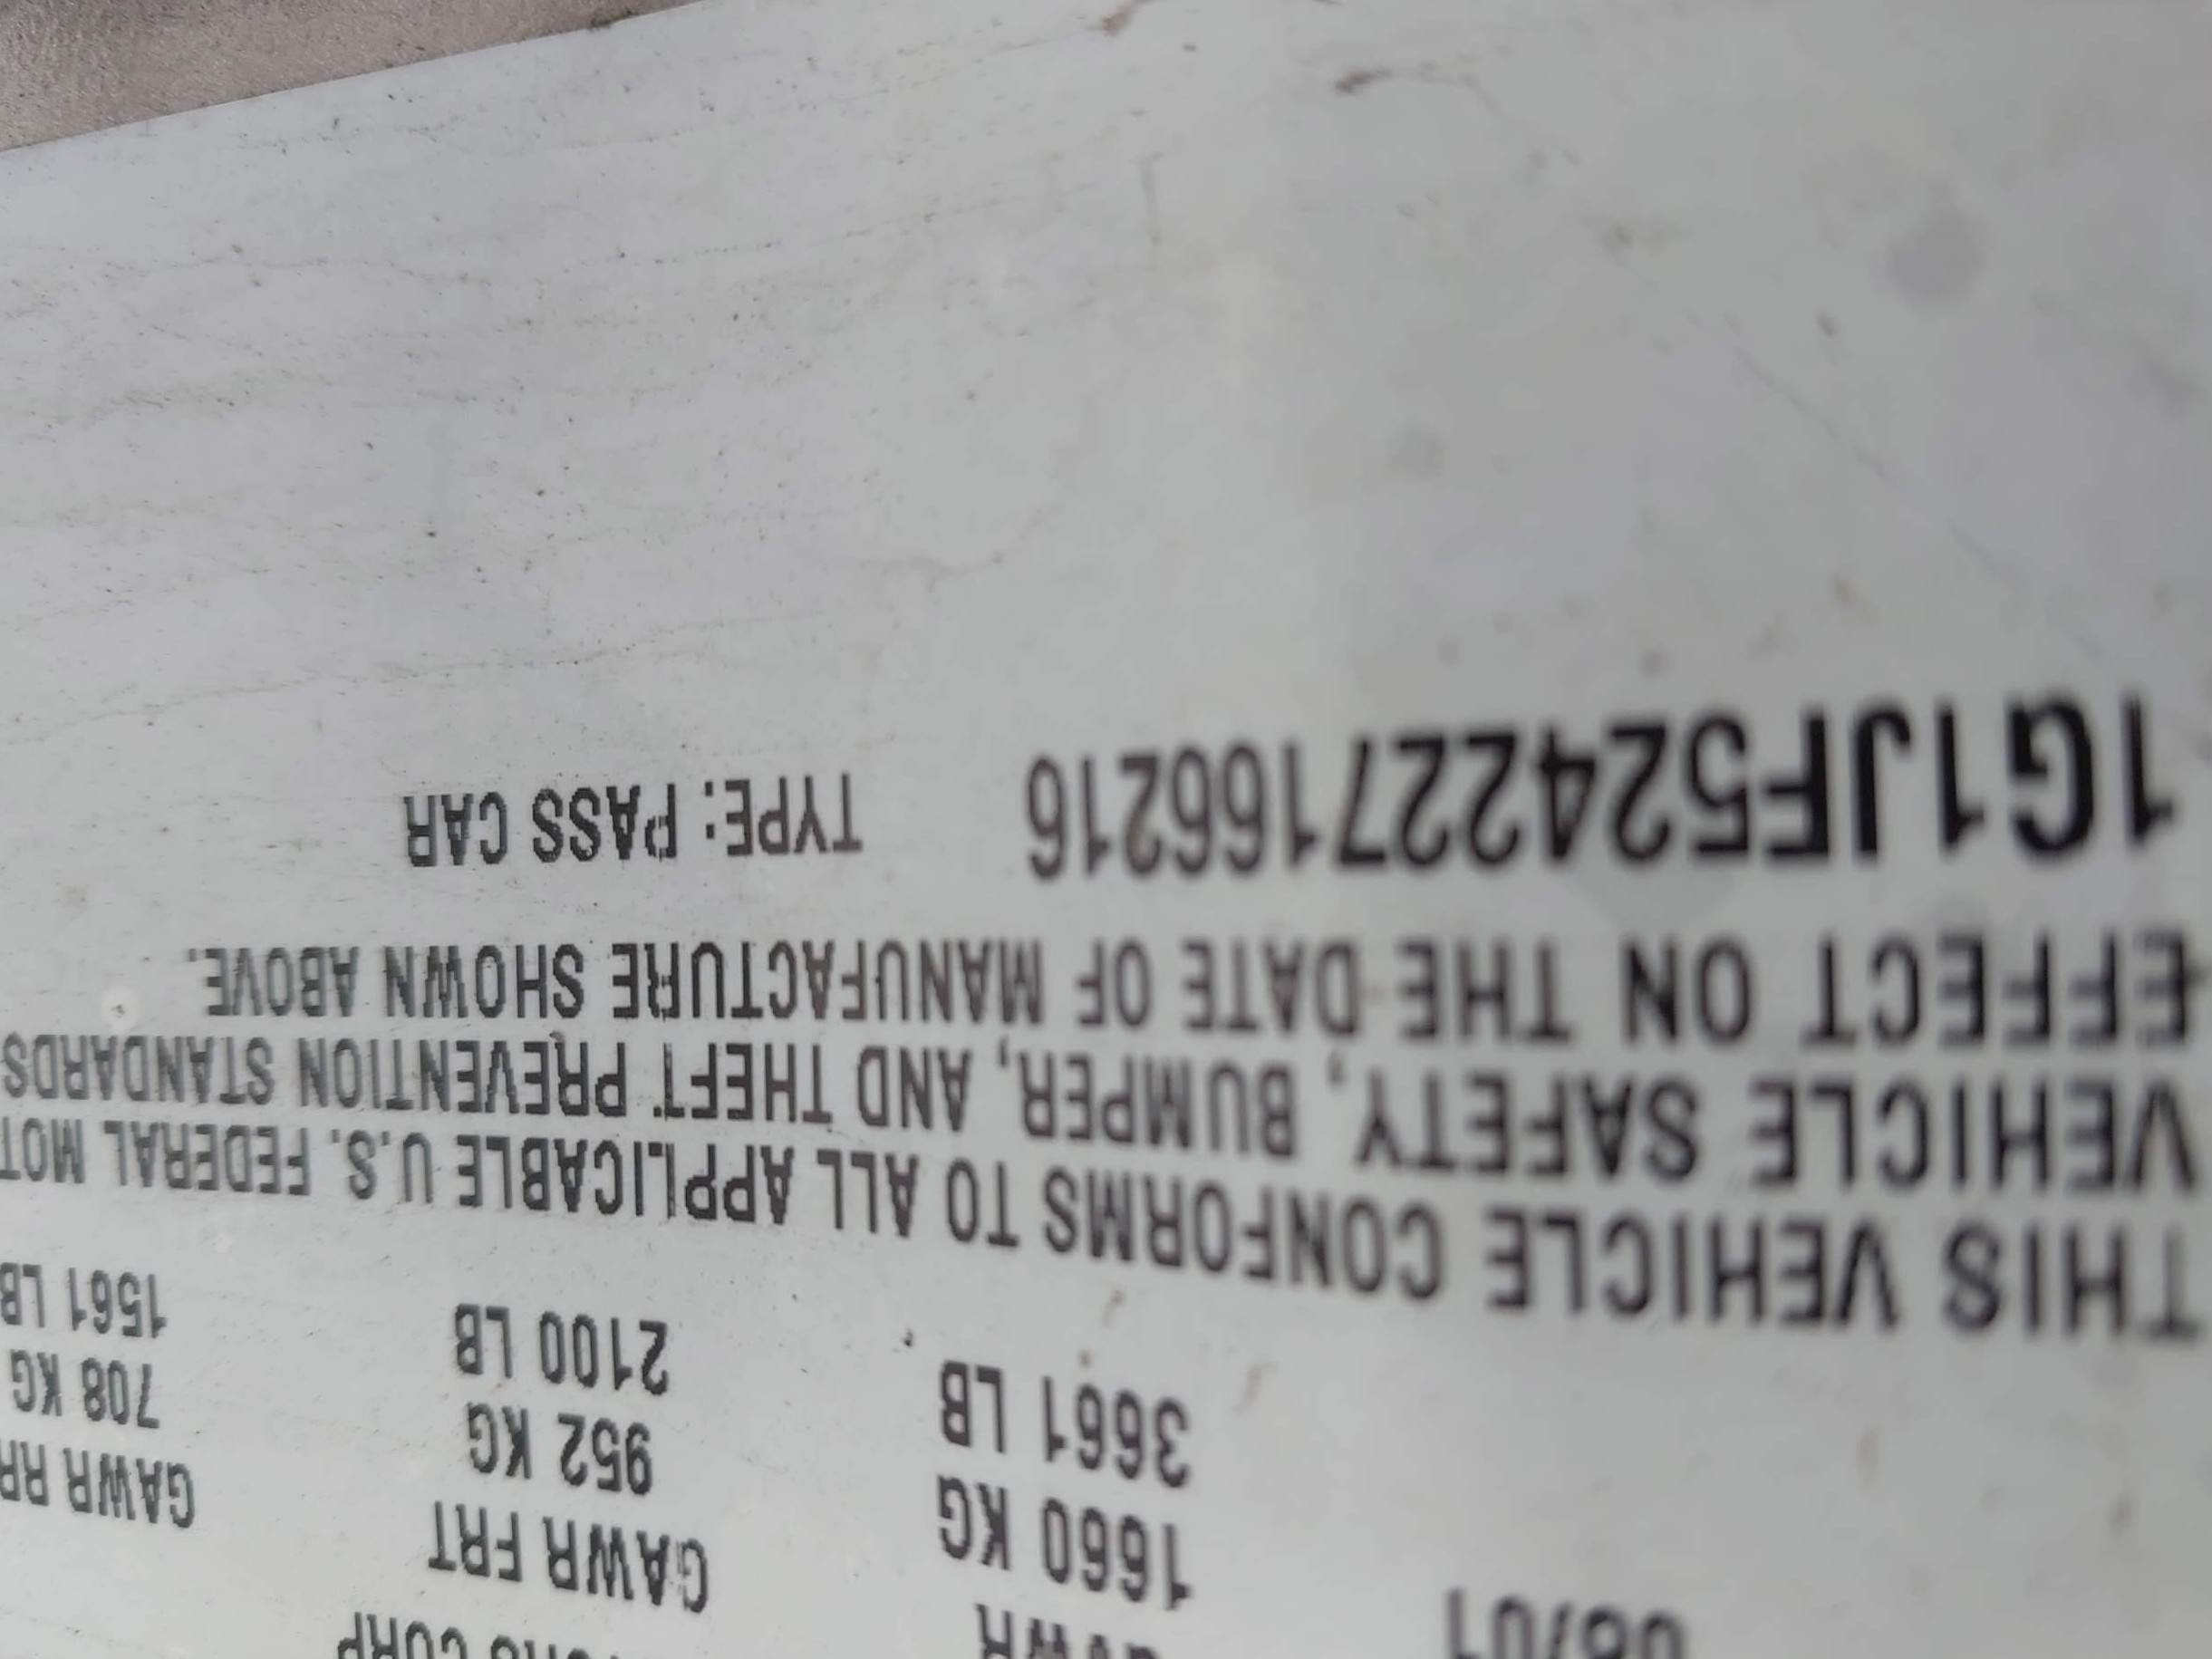 CORP
GVWR GAWR FRT GAWR RR
1660 KG 952 KG 708 KG
3661 LB 2100 LB 1561 LB
THIS VEHICLE CONFORMS TO ALL APPLICABLE U.S. FEDERAL MOT
VEHICLE SAFETY, BUMPER, AND THEFT PREVENTION STANDARDS
EFFECT ON THE DATE OF MANUFACTURE SHOWN ABOVE.
1G1JF524227166216 TYPE: PASS CAR